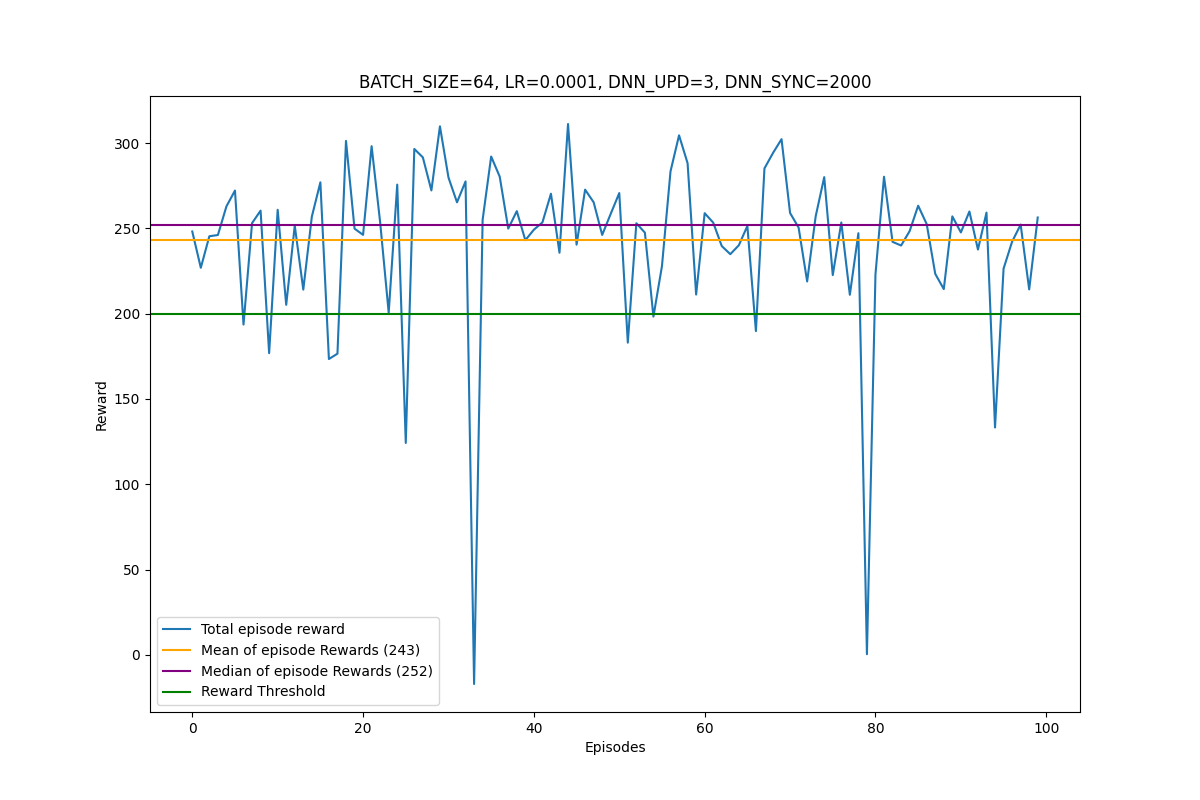 BATCH_SIZE=64, LR=0.0001, DNN_UPD=3, DNN_SYNC=2000
300
250
200
150
100
50
0
Reward
Total episode reward
Mean of episode Rewards (243)
Median of episode Rewards (252)
Reward Threshold
0 20 40 60 80 100
Episodes